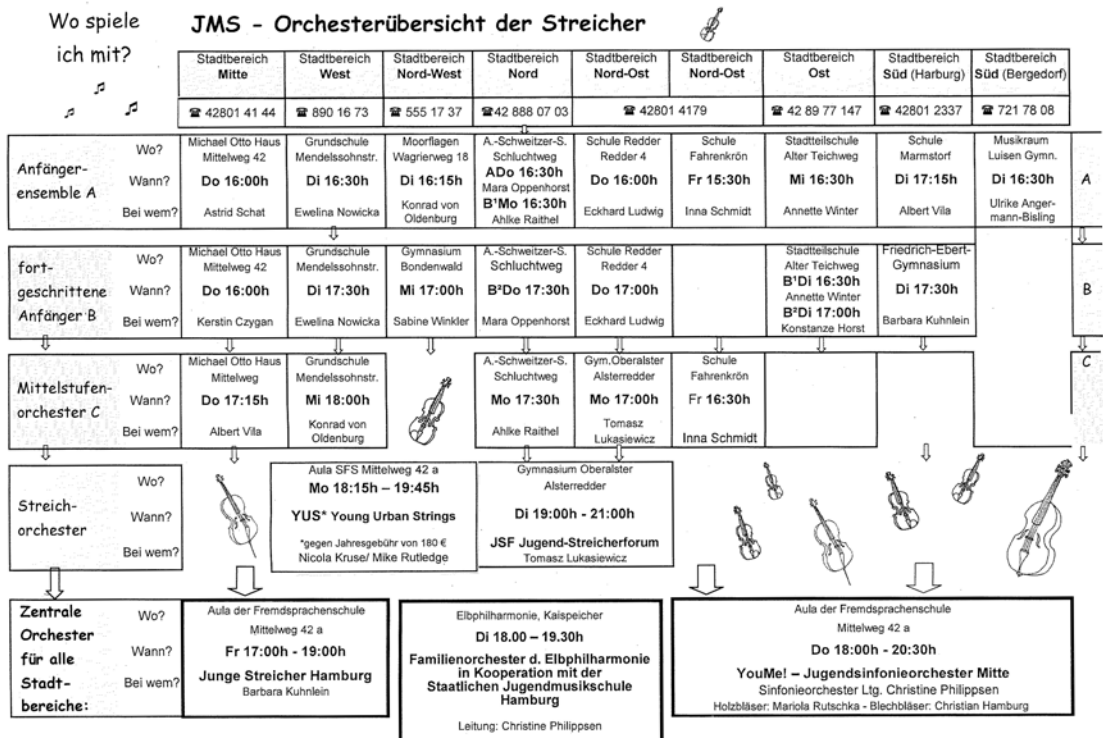 Wo spiele
ich mit?
JMS - Orchesterübersicht der Streicher
Stadtbereich
Mitte
Stadtbereich
West
Stadtbereich
Nord-West
Stadtbereich
Nord
Stadtbereich
Nord-Ost
Stadtbereich
Nord-Ost
Stadtbereich
Ost
Stadtbereich
Süd (Harburg)
Stadtbereich
Süd (Bergedorf)
☎ 42801 41 44
☎ 890 16 73
☎ 555 17 37
☎42 888 07 03
☎ 42801 4179
☎ 42 89 77 147
☎ 42801 2337
☎ 721 78 08
Anfänger-
ensemble A
Wo?
Wann?
Bei wem?
Michael Otto Haus
Mittelweg 42
Do 16:00h
Astrid Schat
Grundschule
Mendelssohnstr.
Di 16:30h
Ewelina Nowicka
Moorflagen
Wagrierweg 18
Di 16:15h
Konrad von
Oldenburg
A.-Schweitzer-S.
Schluchtweg
ADo 16:30h
Mara Oppenhorst
B¹Mo 16:30h
Ahlke Raithel
Schule Redder
Redder 4
Do 16:00h
Eckhard Ludwig
Schule
Fahrenkrön
Fr 15:30h
Inna Schmidt
Stadtteilschule
Alter Teichweg
Mi 16:30h
Annette Winter
Schule
Marmstorf
Di 17:15h
Albert Vila
Musikraum
Luisen Gymn.
Di 16:30h
Ulrike Anger-
mann-Bisling
A
fort-
geschrittene
Anfänger B
Wo?
Wann?
Bei wem?
Michael Otto Haus
Mittelweg 42
Do 16:00h
Kerstin Czygan
Grundschule
Mendelssohnstr.
Di 17:30h
Ewelina Nowicka
Gymnasium
Bondenwald
Mi 17:00h
Sabine Winkler
A.-Schweitzer-S.
Schluchtweg
B²Do 17:30h
Mara Oppenhorst
Schule Redder
Redder 4
Do 17:00h
Eckhard Ludwig
Stadtteilschule
Alter Teichweg
B¹Di 16:30h
Annette Winter
B²Di 17:00h
Konstanze Horst
Friedrich-Ebert-
Gymnasium
Di 17:30h
Barbara Kuhnlein
B
Mittelstufen-
orchester C
Wo?
Wann?
Bei wem?
Michael Otto Haus
Mittelweg
Do 17:15h
Albert Vila
Grundschule
Mendelssohnstr.
Mi 18:00h
Konrad von
Oldenburg
A.-Schweitzer-S.
Schluchtweg
Mo 17:30h
Ahlke Raithel
Gym.Oberalster
Alsterredder
Mo 17:00h
Tomasz
Lukasiewicz
Schule
Fahrenkrön
Fr 16:30h
Inna Schmidt
C
Streich-
orchester
Wo?
Wann?
Bei wem?
Aula SFS Mittelweg 42 a
Mo 18:15h – 19:45h
YUS* Young Urban Strings
*gegen Jahresgebühr von 180 €
Nicola Kruse/ Mike Rutledge
Gymnasium Oberalster
Alsterredder
Di 19:00h - 21:00h
JSF Jugend-Streicherforum
Tomasz Lukasiewicz
Zentrale
Orchester
für alle
Stadt-
bereiche:
Wo?
Wann?
Bei wem?
Aula der Fremdsprachenschule
Mittelweg 42 a
Fr 17:00h - 19:00h
Junge Streicher Hamburg
Barbara Kuhnlein
Elbphilharmonie, Kaispeicher
Di 18.00 – 19.30h
Familienorchester d. Elbphilharmonie
in Kooperation mit der
Staatlichen Jugendmusikschule
Hamburg
Leitung: Christine Philippsen
Aula der Fremdsprachenschule
Mittelweg 42 a
Do 18:00h - 20:30h
YouMe! – Jugendsinfonieorchester Mitte
Sinfonieorchester Ltg. Christine Philippsen
Holzbläser: Mariola Rutschka - Blechbläser: Christian Hamburg